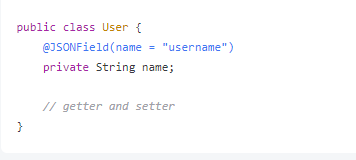 public class User {
    @JSONField(name = "username")
    private String name;

    // getter and setter
}